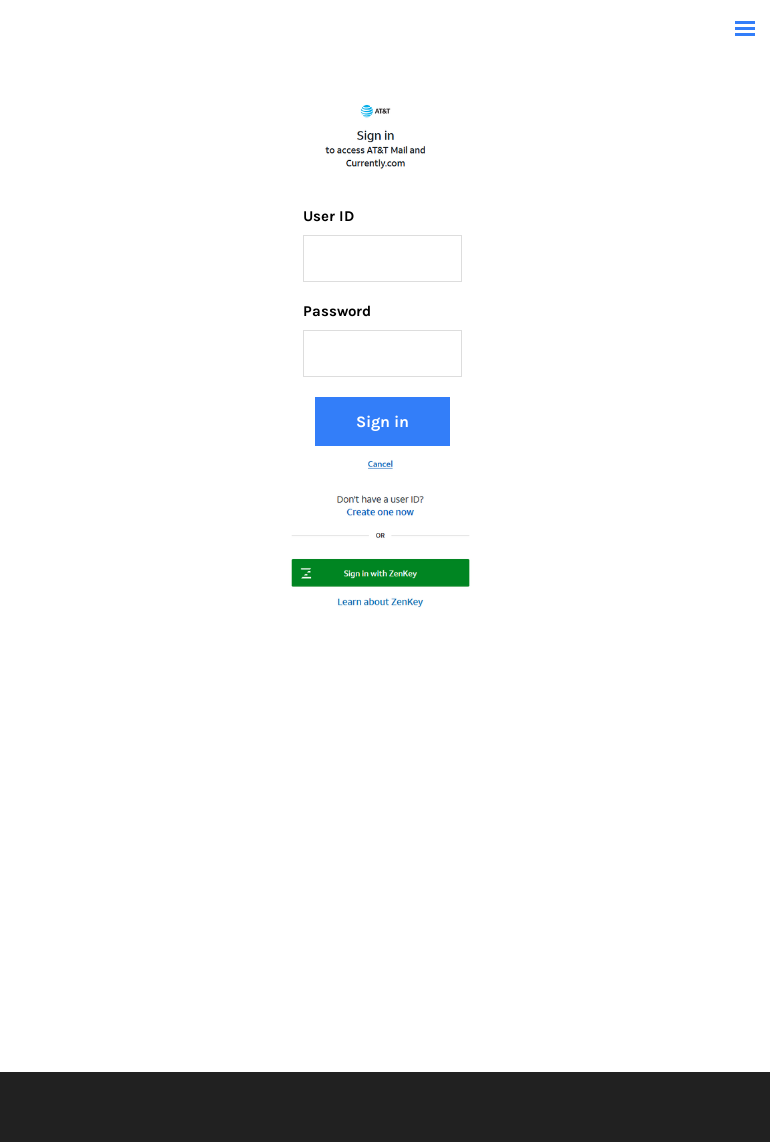 AT&T
Sign in
to access AT&T Mail and
Currently.com
User ID
Password
Sign in
Cancel
Don't have a user ID?
Create one now
OR
Sign in with ZenKey
Learn about ZenKey